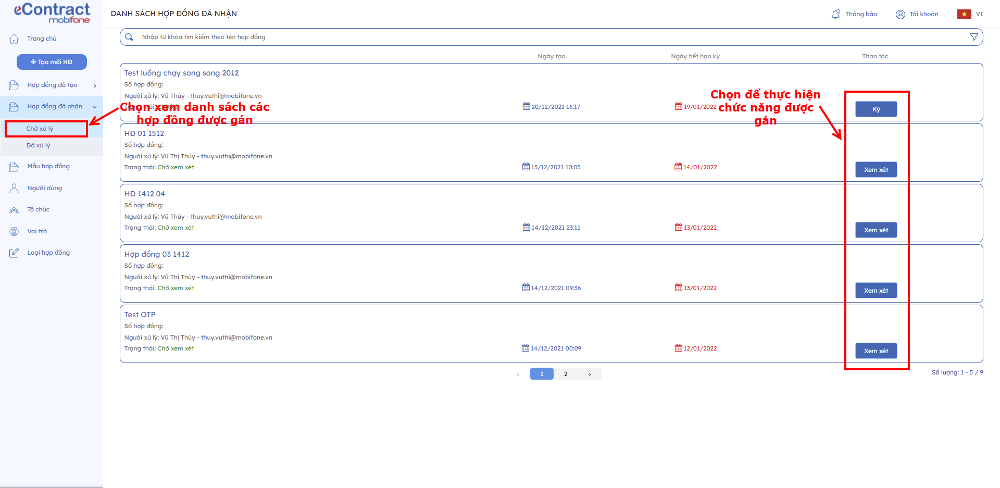 eContract
mobifone
DANH SÁCH HỢP ĐỒNG ĐÃ NHẬN
Thông báo
Tài khoản
VI
Trang chủ
Tạo mới HĐ
Hợp đồng đã tạo
Hợp đồng đã nhận
Chờ xử lý
Đã xử lý
Mẫu hợp đồng
Người dùng
Tổ chức
Vai trò
Loại hợp đồng
Nhập từ khóa tìm kiếm theo tên hợp đồng
Ngày tạo
Ngày hết hạn ký
Thao tác
Test luồng chạy song song 2012
Số hợp đồng:
Người xử lý: Vũ Thùy - thuy.vuthi@mobifone.vn
20/12/2021 16:17
19/01/2022
Ký
Chọn xem danh sách các
hợp đồng được gán
Chọn để thực hiện
chức năng được
gán
HĐ 01 1512
Số hợp đồng:
Người xử lý: Vũ Thị Thùy - thuy.vuthi@mobifone.vn
Trạng thái: Chờ xem xét
15/12/2021 10:05
14/01/2022
Xem xét
HĐ 1412 04
Số hợp đồng:
Người xử lý: Vũ Thùy - thuy.vuthi@mobifone.vn
Trạng thái: Chờ xem xét
14/12/2021 23:11
13/01/2022
Xem xét
Hợp đồng 03 1412
Số hợp đồng:
Người xử lý: Vũ Thị Thùy - thuy.vuthi@mobifone.vn
Trạng thái: Chờ xem xét
14/12/2021 09:36
13/01/2022
Xem xét
Test OTP
Số hợp đồng:
Người xử lý: Vũ Thị Thùy - thuy.vuthi@mobifone.vn
Trạng thái: Chờ xem xét
14/12/2021 00:09
12/01/2022
Xem xét
1
2
Số lượng: 1 - 5 / 9